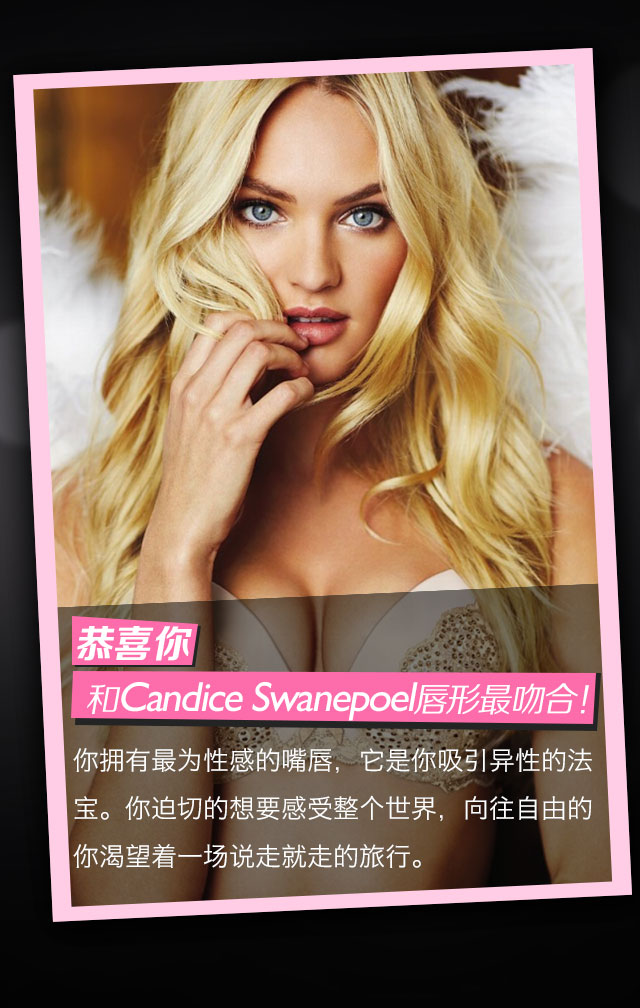 恭喜你
和Candice Swanepoel唇形最吻合！
你拥有最为性感的嘴唇，它是你吸引异性的法
宝。你迫切的想要感受整个世界，向往自由的
你渴望着一场说走就走的旅行。